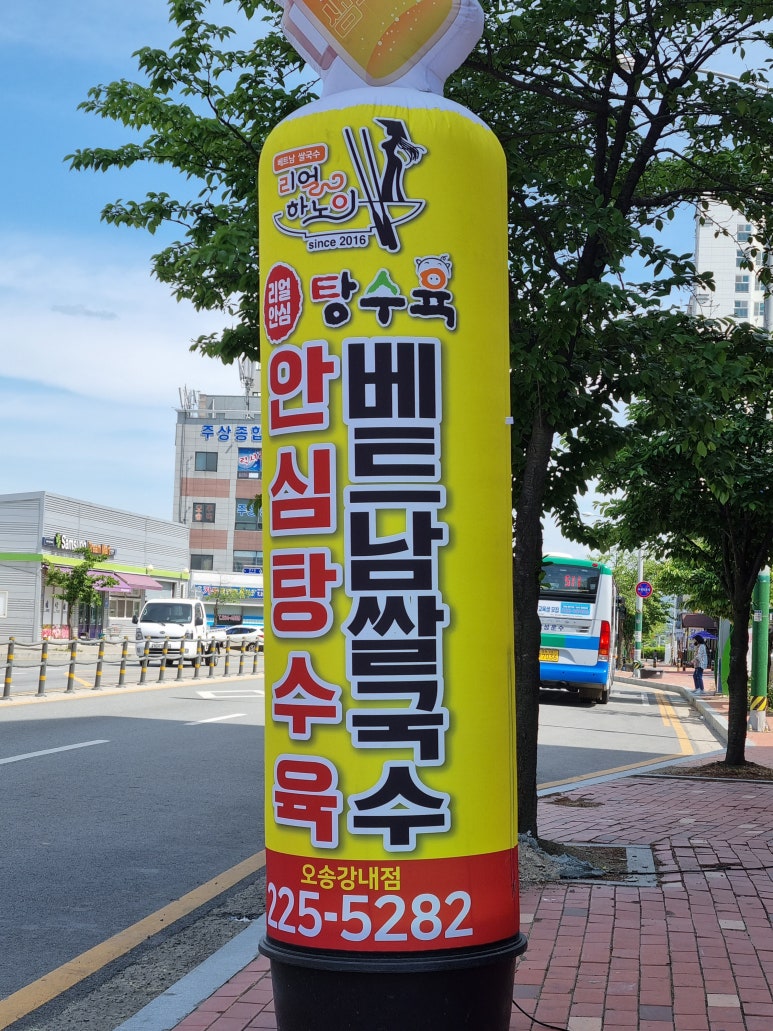 베트남 쌀국수
리얼
하노이
since 2016
리얼
안심
탕수육
안심탕수육
베트남쌀국수
오송강내점
225-5282
주상종합